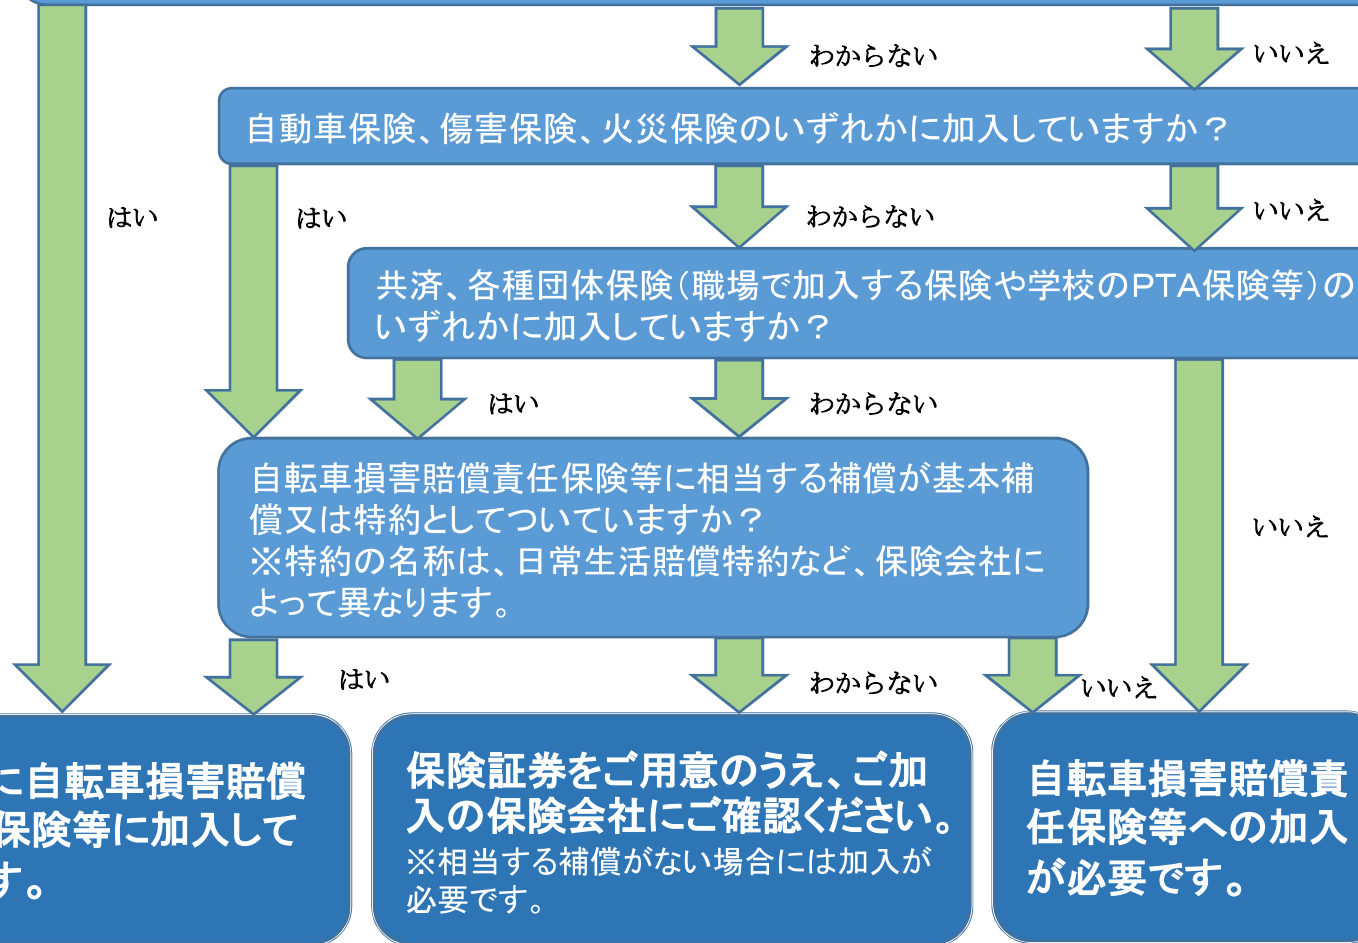 わからない
いいえ
自動車保険、傷害保険、火災保険のいずれかに加入していますか？
はい
はい
わからない
いいえ
共済、各種団体保険（職場で加入する保険や学校のPTA保険等）の
いずれかに加入していますか？
はい
わからない
いいえ
自転車損害賠償責任保険等に相当する補償が基本補
償又は特約としてついていますか？
※特約の名称は、日常生活賠償特約など、保険会社に
よって異なります。
はい
わからない
いいえ
に自転車損害賠償
保険等に加入して
す。
保険証券をご用意のうえ、ご加
入の保険会社にご確認ください。
※相当する補償がない場合には加入が
必要です。
自転車損害賠償責
任保険等への加入
が必要です。